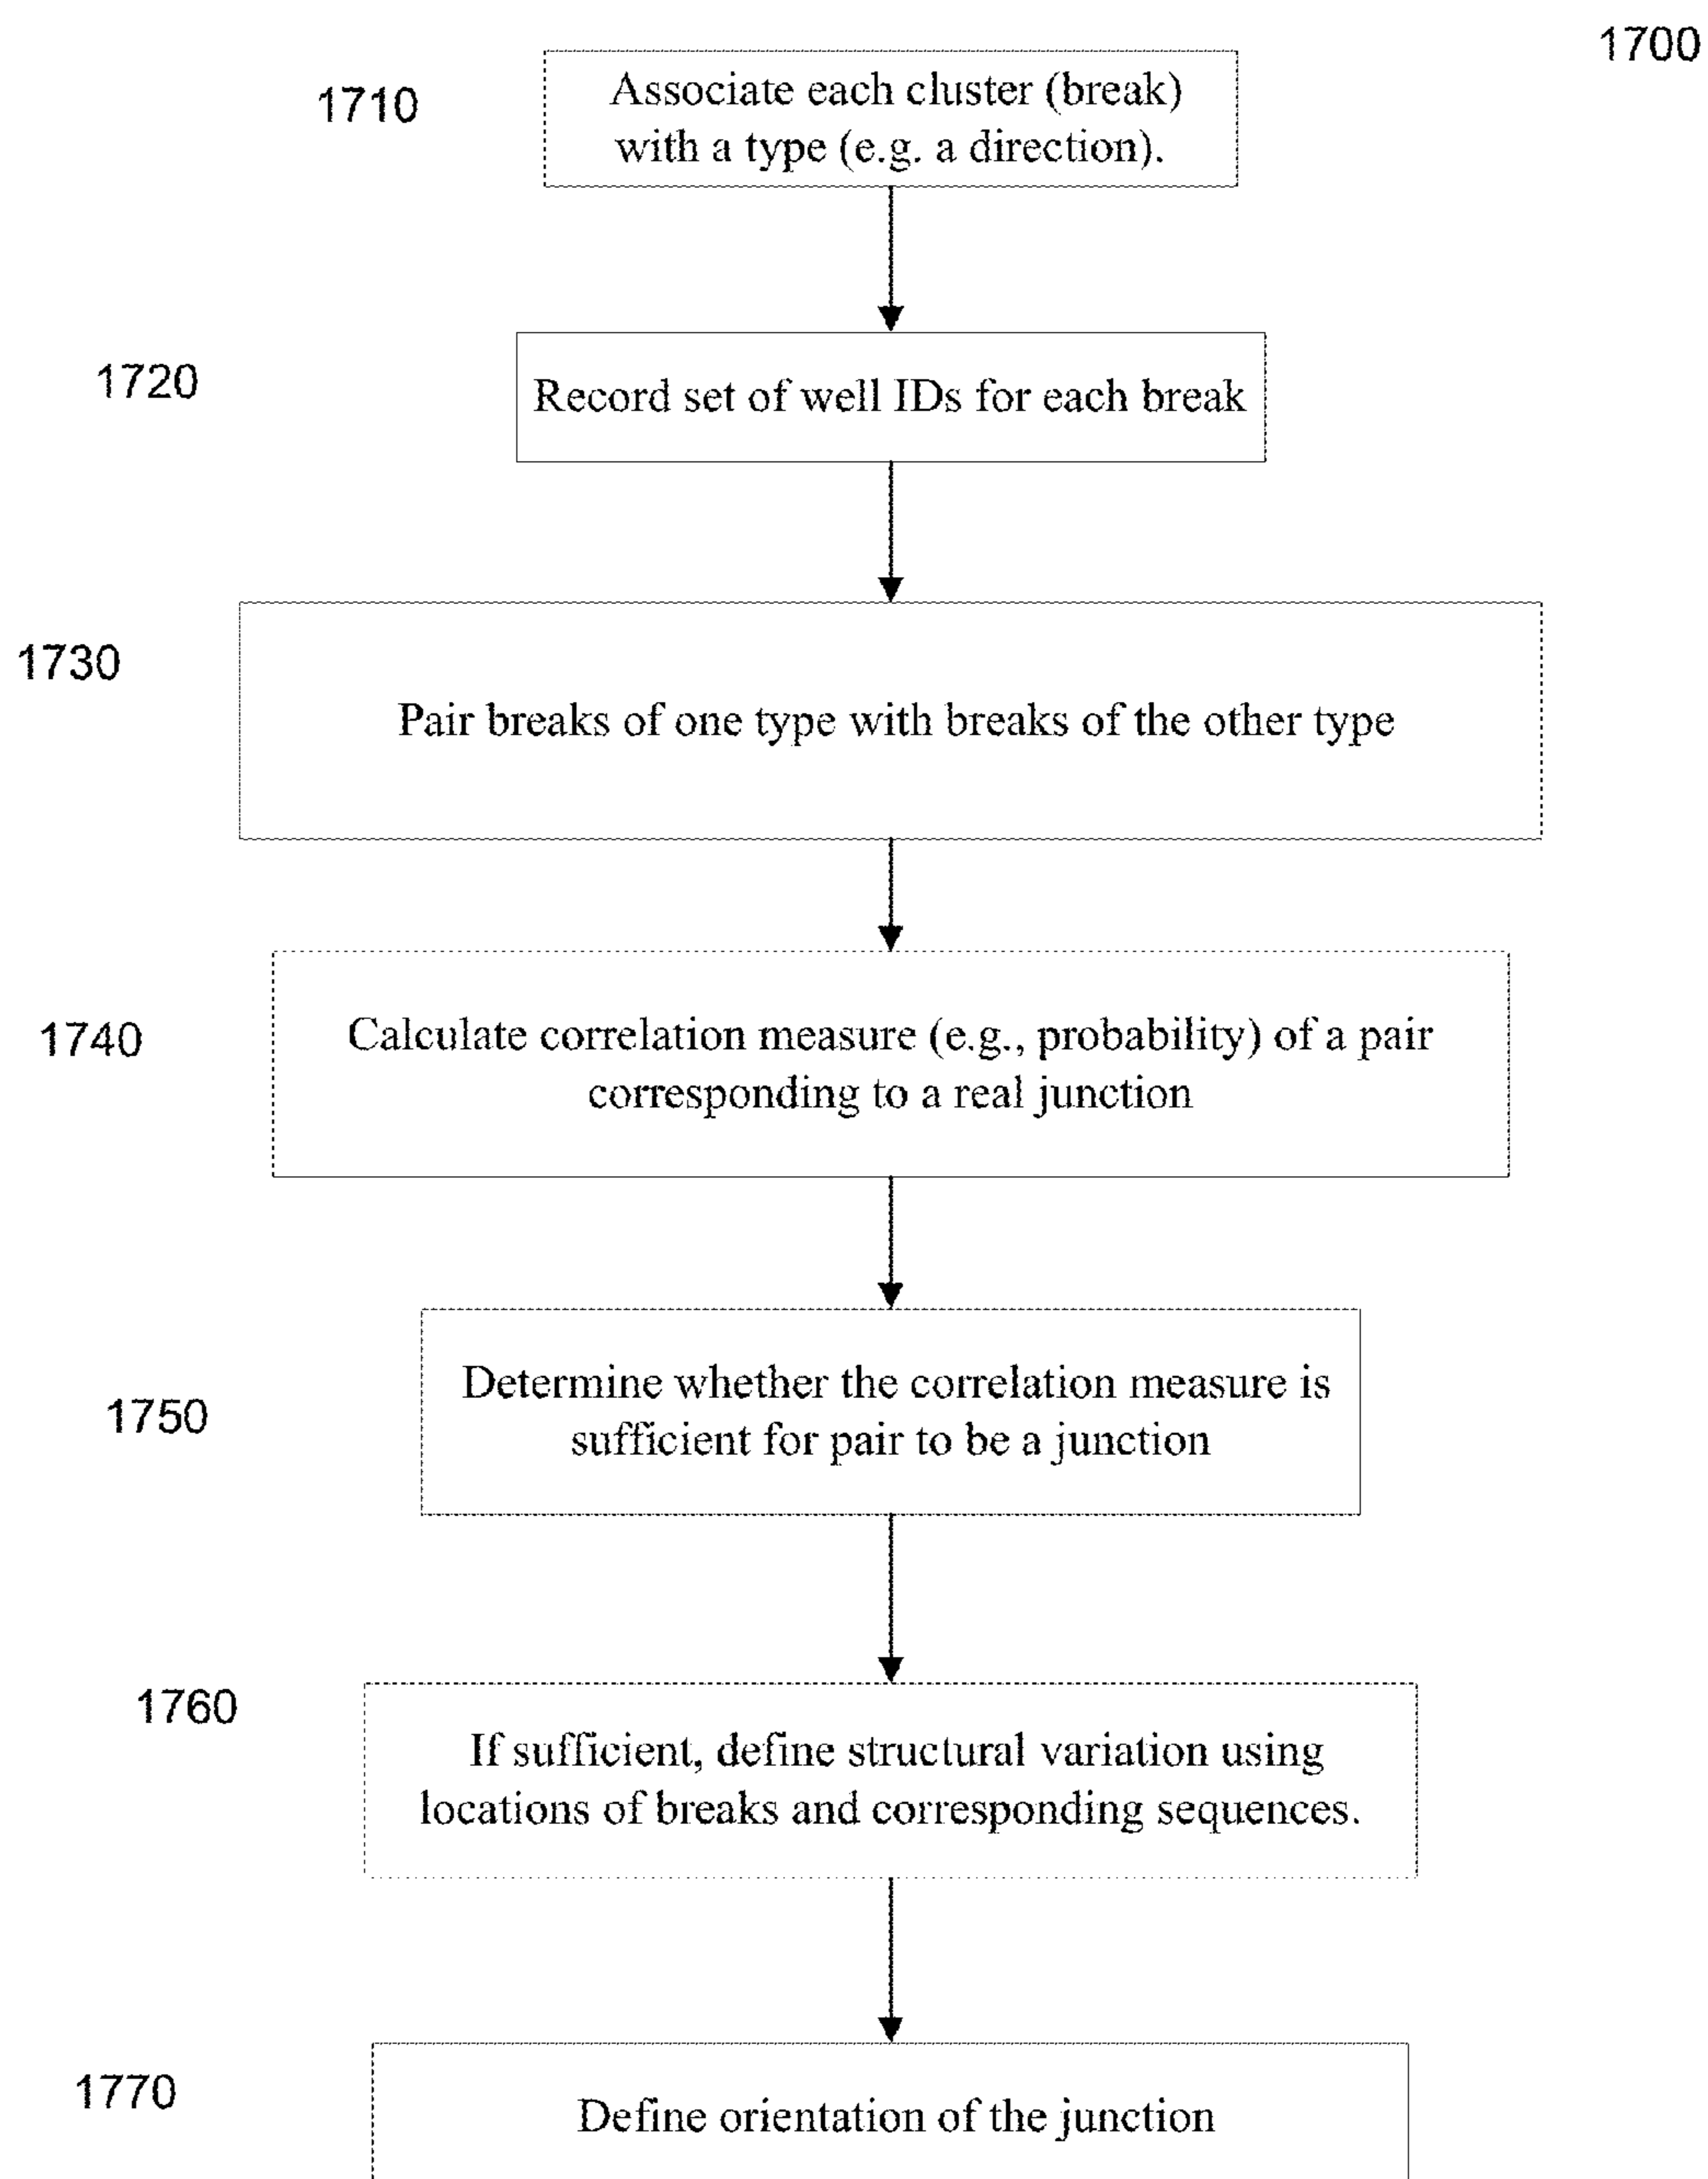 1700
1710
Associate each cluster (break)
with a type (e.g. a direction).
1720
Record set of well IDs for each break
1730
Pair breaks of one type with breaks of the other type
1740
Calculate correlation measure (e.g., probability) of a pair
corresponding to a real junction
1750
Determine whether the correlation measure is
sufficient for pair to be a junction
1760
If sufficient, define structural variation using
locations of breaks and corresponding sequences.
1770
Define orientation of the junction